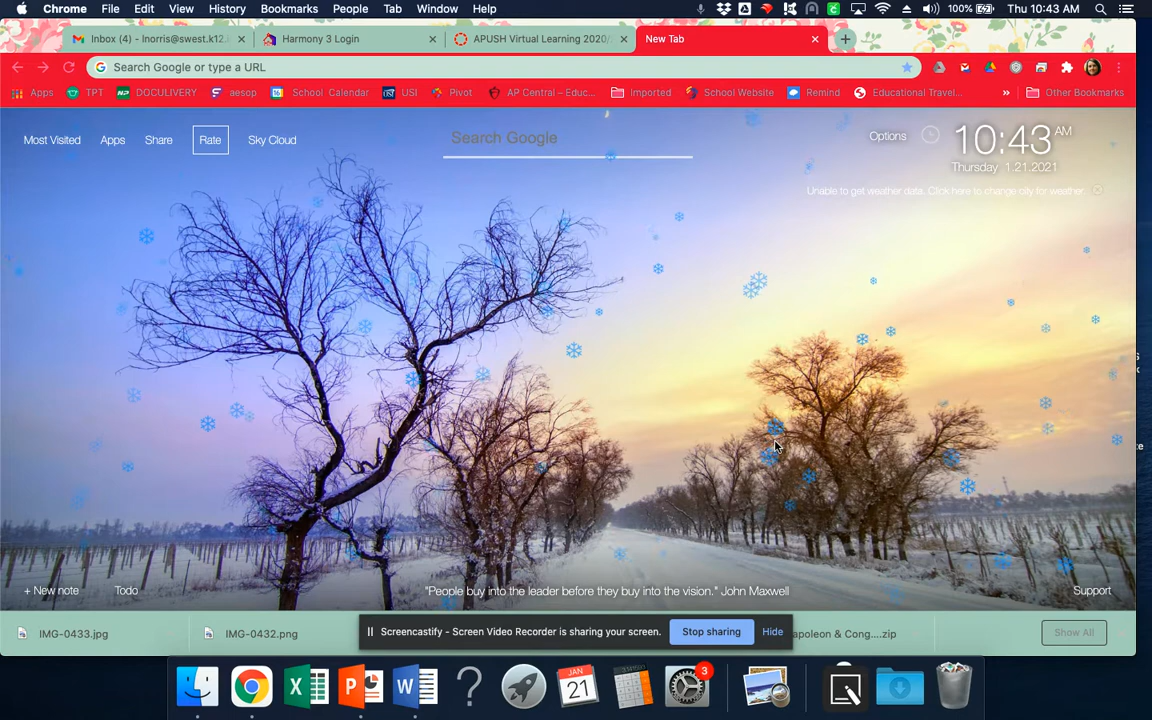 Chrome File Edit View History Bookmarks People Tab Window Help 100% Thu 10:43 AM
Inbox (4) - lnorris@swest.k12. Harmony 3 Login APUSH Virtual Learning 2020/ New Tab
Search Google or type a URL
Apps TPT DOCULIVERY aesop School Calendar USI Pivot AP Central – Educ... Imported School Website Remind Educational Travel... » Other Bookmarks
Most Visited Apps Share Rate Sky Cloud Search Google Options 10:43 AM
Thursday 1.21.2021
Unable to get weather data. Click here to change city for weather.
+ New note Todo "People buy into the leader before they buy into the vision." John Maxwell Support
IMG-0433.jpg IMG-0432.png Screencastify - Screen Video Recorder is sharing your screen. Stop sharing Hide apoleon & Cong....zip Show All
JAN
21
3